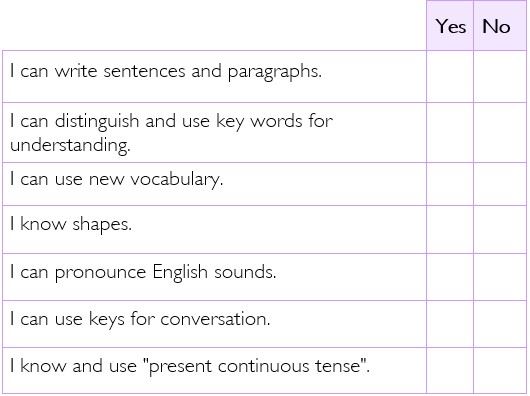 Yes No
I can write sentences and paragraphs.
I can distinguish and use key words for
understanding.
I can use new vocabulary.
I know shapes.
I can pronounce English sounds.
I can use keys for conversation.
I know and use "present continuous tense".